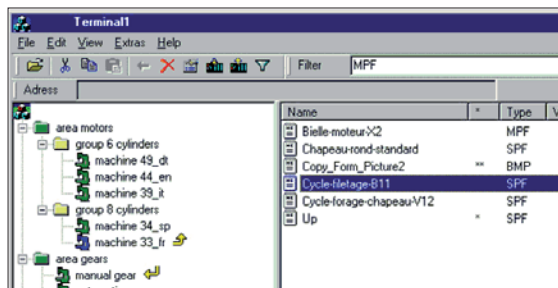 Terminal1
File Edit View Extras Help
Filter MPF
Adress
area motors
group 6 cylinders
machine 49_dt
machine 44_en
machine 39_it
group 8 cylinders
machine 34_sp
machine 33_fr
area gears
manual gear
Name * Type
Bielle-moteur-X2 MPF
Chapeau-rond-standard SPF
Copy_Form_Picture2 ** BMP
Cycle-filetage-811 SPF
Cycle-forage-chapeau-V12 SPF
Up * SPF